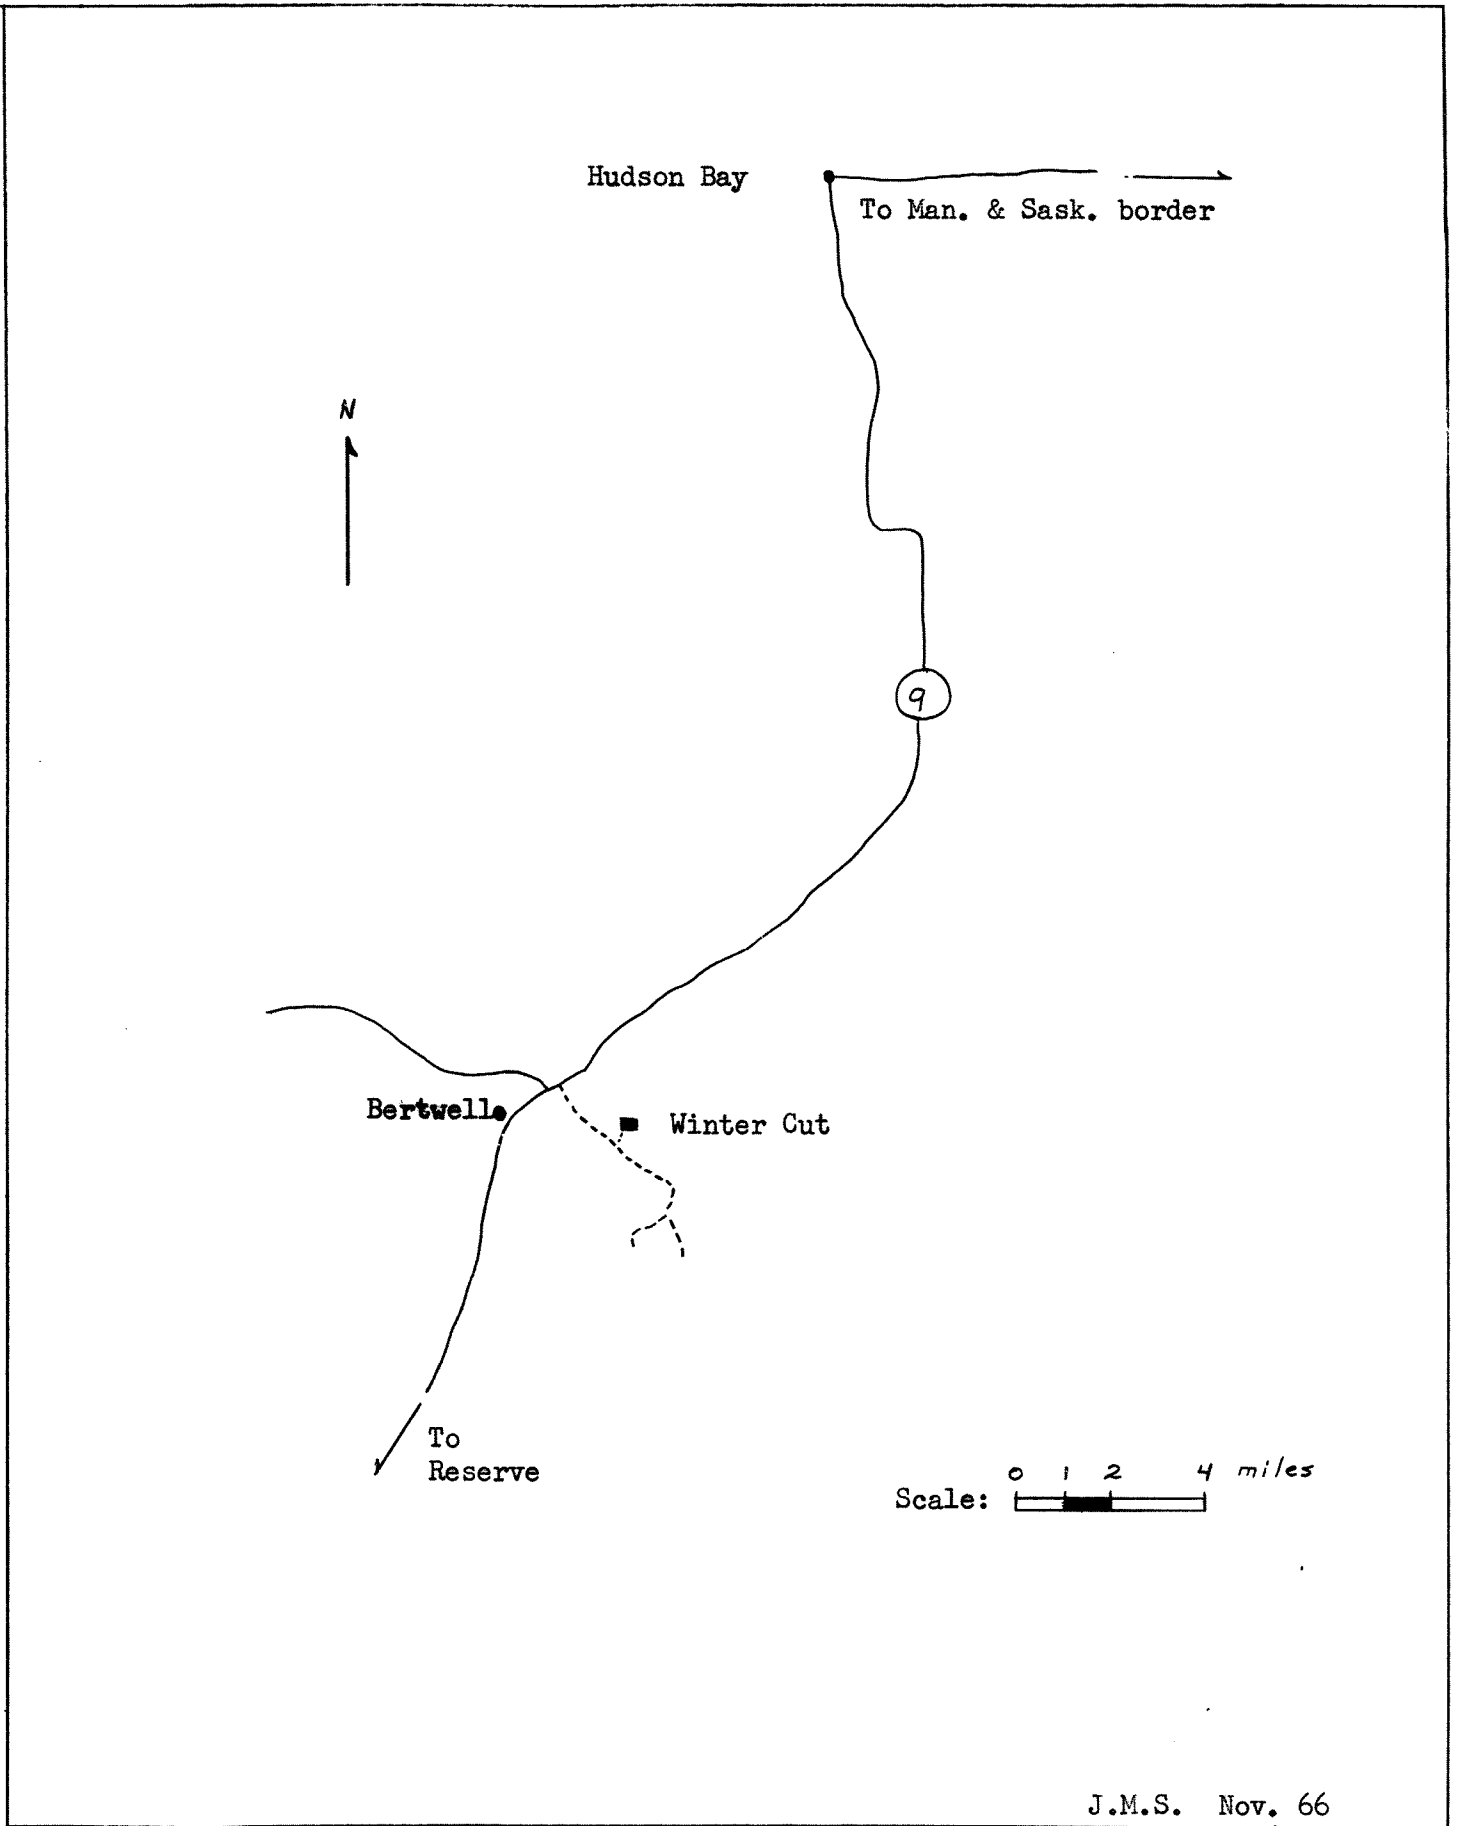 Hudson Bay
To Man. & Sask. border
N
9
Bertwell
Winter Cut
To
Reserve
0 1 2 4 miles
Scale:
J.M.S. Nov. 66